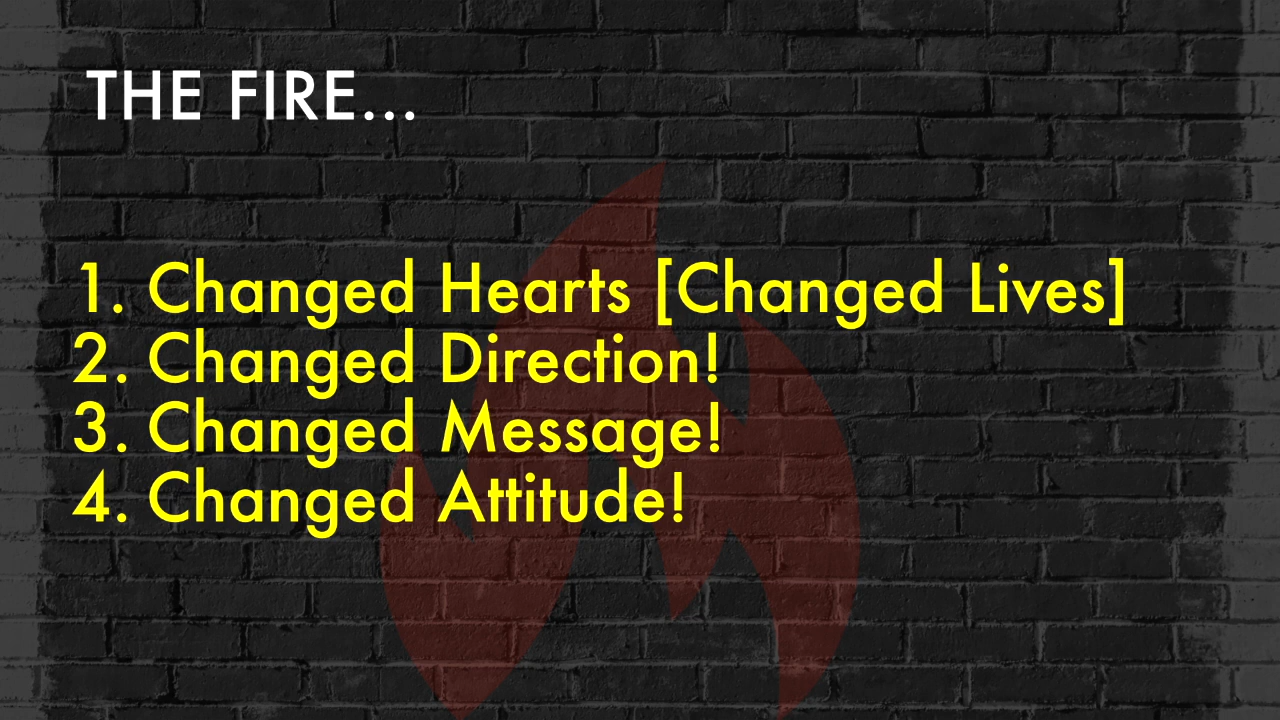 THE FIRE...
1. Changed Hearts [Changed Lives]
2. Changed Direction!
3. Changed Message!
4. Changed Attitude!